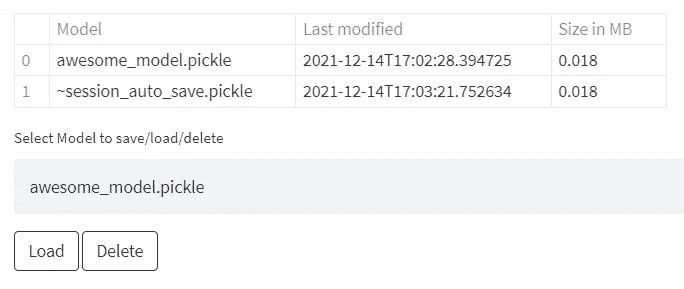 Model Last modified Size in MB
0 awesome_model.pickle 2021-12-14T17:02:28.394725 0.018
1 ~session_auto_save.pickle 2021-12-14T17:03:21.752634 0.018
Select Model to save/load/delete
awesome_model.pickle
Load Delete